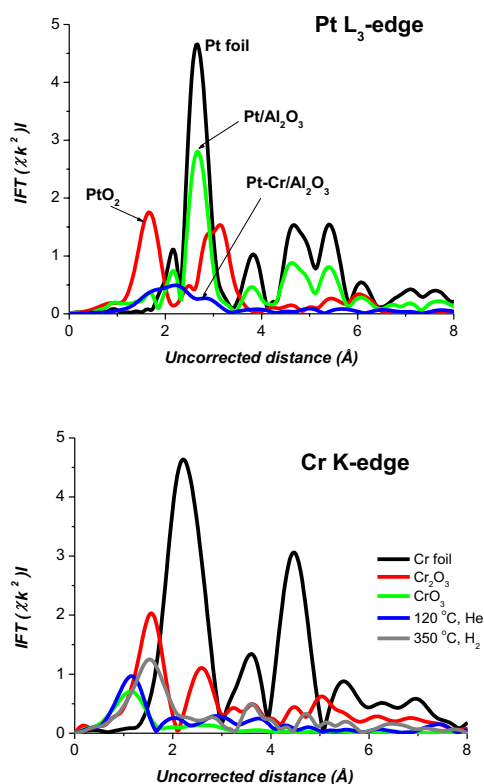 Pt L₃-edge
5
4
3
2
1
0
IFT (χk²)I
Pt foil
Pt/Al₂O₃
Pt-Cr/Al₂O₃
PtO₂
0 2 4 6 8
Uncorrected distance (Å)
Cr K-edge
5
4
3
2
1
0
IFT (χk²)I
Cr foil
Cr₂O₃
CrO₃
120 °C, He
350 °C, H₂
0 2 4 6 8
Uncorrected distance (Å)